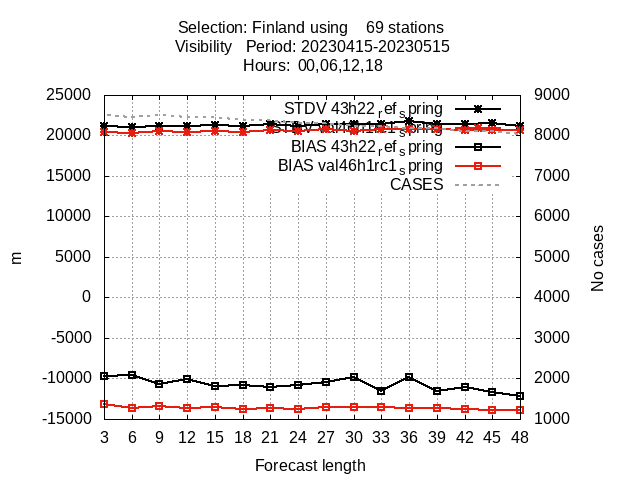 Selection: Finland using 69 stations
Visibility Period: 20230415-20230515
Hours: 00,06,12,18
25000
20000
15000
10000
5000
0
-5000
-10000
-15000
9000
8000
7000
6000
5000
4000
3000
2000
1000
STDV 43h22_ref_spring
BIAS 43h22_ref_spring
BIAS val46h1rc1_spring
CASES
m
No cases
3 6 9 12 15 18 21 24 27 30 33 36 39 42 45 48
Forecast length